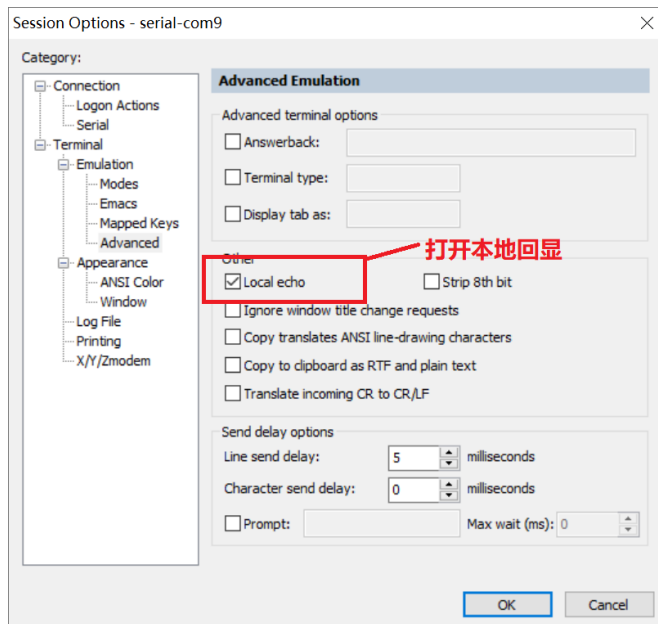 Session Options - serial-com9
Category:
Connection
Logon Actions
Serial
Terminal
Emulation
Modes
Emacs
Mapped Keys
Advanced
Appearance
ANSI Color
Window
Log File
Printing
X/Y/Zmodem
Advanced Emulation
Advanced terminal options
Answerback:
Terminal type:
Display tab as:
打开本地回显
Other
Local echo
Strip 8th bit
Ignore window title change requests
Copy translates ANSI line-drawing characters
Copy to clipboard as RTF and plain text
Translate incoming CR to CR/LF
Send delay options
Line send delay: 5 milliseconds
Character send delay: 0 milliseconds
Prompt: Max wait (ms): 0
OK Cancel